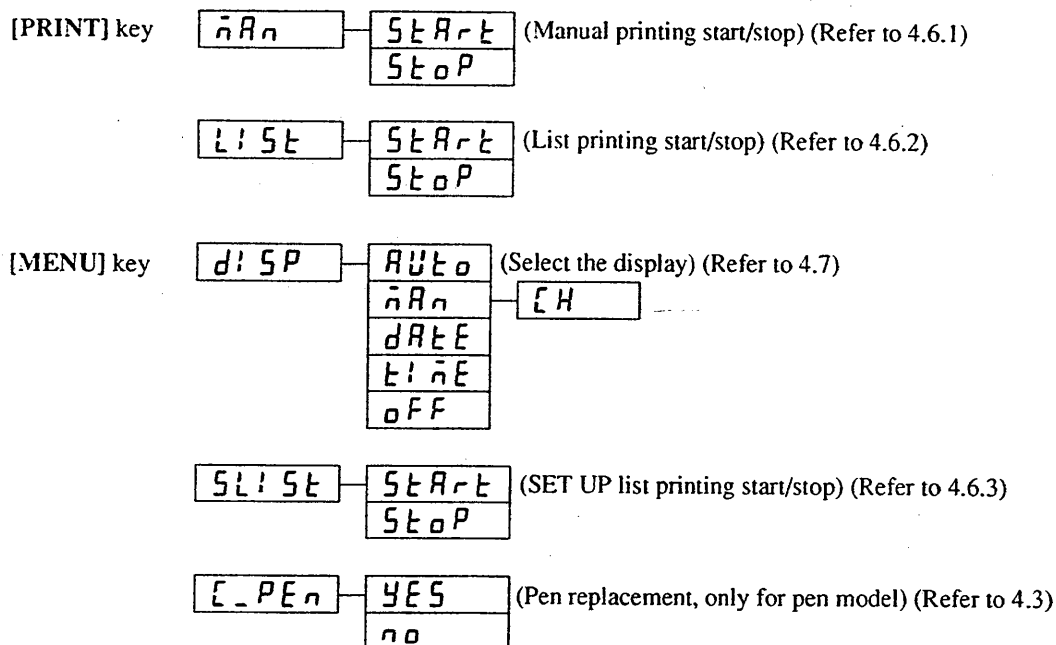 [PRINT] key  n̄An  StArt (Manual printing start/stop) (Refer to 4.6.1)
StoP
LISt  StArt (List printing start/stop) (Refer to 4.6.2)
StoP
[MENU] key  dISP  AUto (Select the display) (Refer to 4.7)
n̄An  CH
dAtE
tIn̄E
oFF
SLISt  StArt (SET UP list printing start/stop) (Refer to 4.6.3)
StoP
C_PEn  YES (Pen replacement, only for pen model) (Refer to 4.3)
no